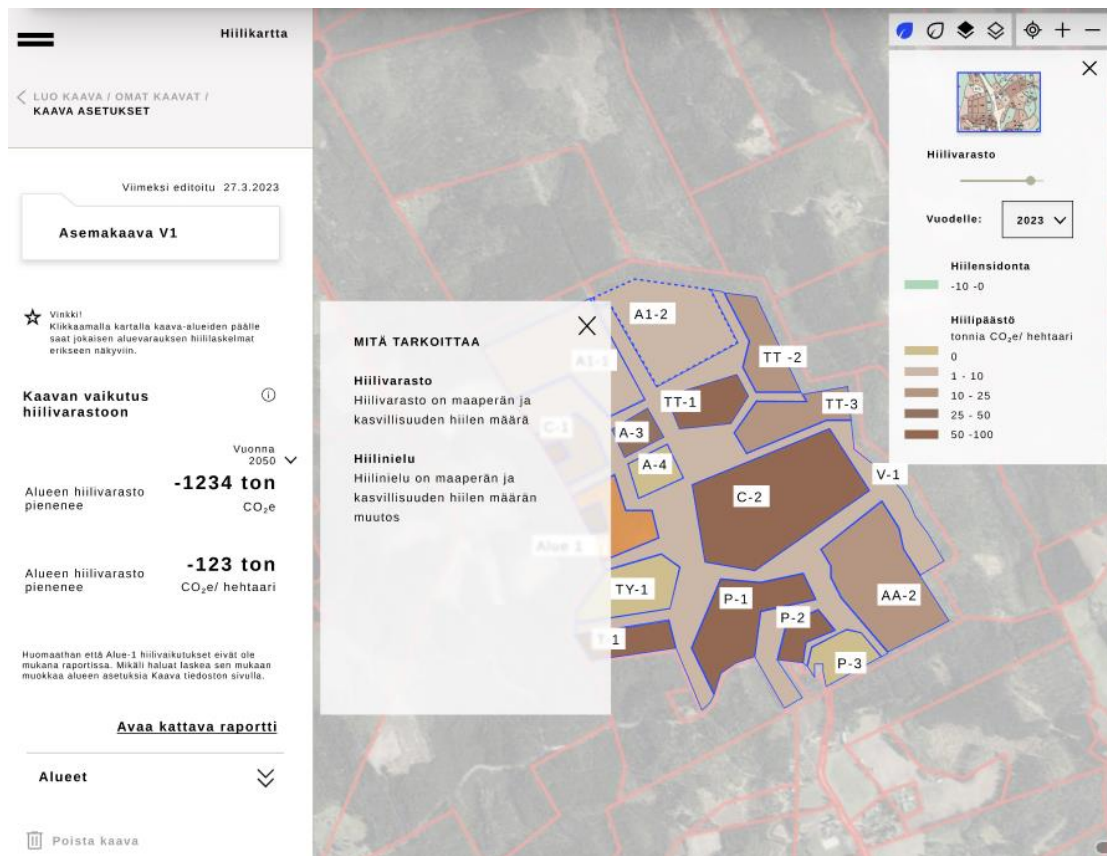 Hiilikartta
LUO KAAVA / OMAT KAAVAT /
KAAVA ASETUKSET
Viimeksi editoitu 27.3.2023
Asemakaava V1
Vinkki!
Klikkaamalla kartalla kaava-alueiden päälle
saat jokaisen aluevarauksen hiililaskelmat
erikseen näkyviin.
Kaavan vaikutus
hiilivarastoon
Vuonna
2050
Alueen hiilivarasto
pienenee
-1234 ton
CO₂e
Alueen hiilivarasto
pienenee
-123 ton
CO₂e/ hehtaari
Huomaathan että Alue-1 hiilivaikutukset eivät ole
mukana raportissa. Mikäli haluat laskea sen mukaan
muokkaa alueen asetuksia Kaava tiedoston sivulla.
Avaa kattava raportti
Alueet
Poista kaava
MITÄ TARKOITTAA
Hiilivarasto
Hiilivarasto on maaperän ja
kasvillisuuden hiilen määrä
Hiilinielu
Hiilinielu on maaperän ja
kasvillisuuden hiilen määrän
muutos
A1-2
A1-1
TT -2
TT-1
TT-3
A-3
C-1
A-4
V-1
C-2
Alue 1
TY-1
P-1
AA-2
P-2
T-1
P-3
Hiilivarasto
Vuodelle:
2023
Hiilensidonta
-10 -0
Hiilipäästö
tonnia CO₂e/ hehtaari
0
1 - 10
10 - 25
25 - 50
50 -100